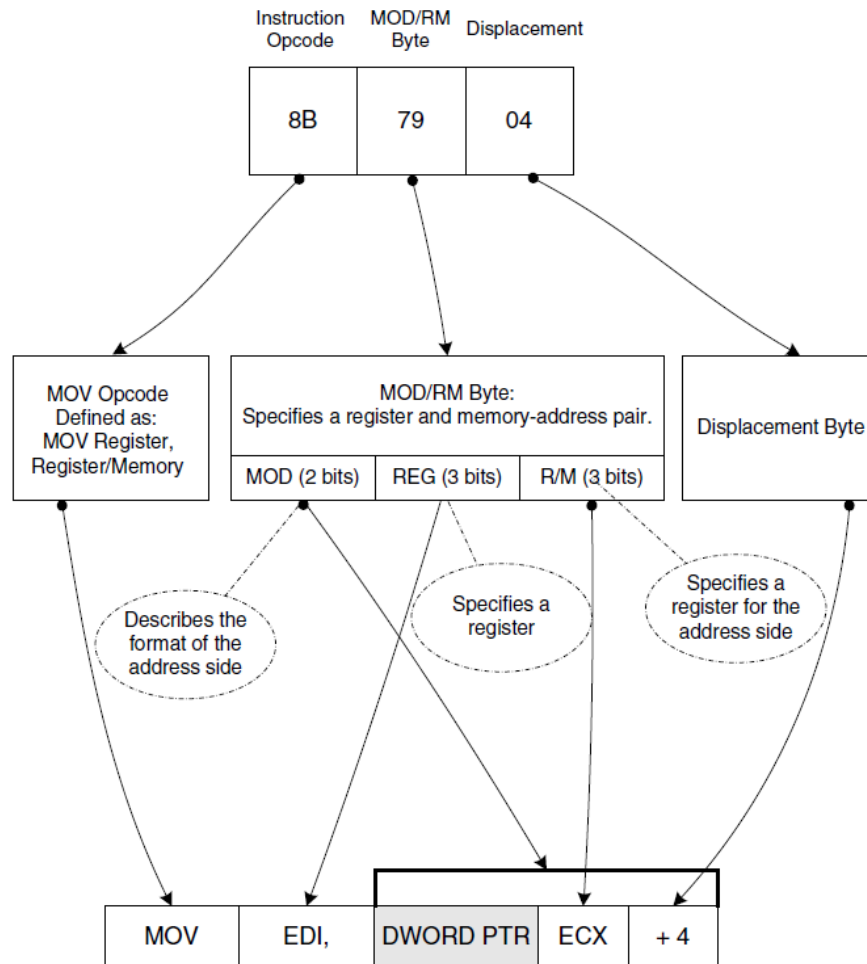 Instruction
Opcode
MOD/RM
Byte
Displacement
8B
79
04
MOV Opcode
Defined as:
MOV Register,
Register/Memory
MOD/RM Byte:
Specifies a register and memory-address pair.
MOD (2 bits)
REG (3 bits)
R/M (3 bits)
Displacement Byte
Describes the
format of the
address side
Specifies a
register
Specifies a
register for the
address side
MOV
EDI,
DWORD PTR
ECX
+ 4